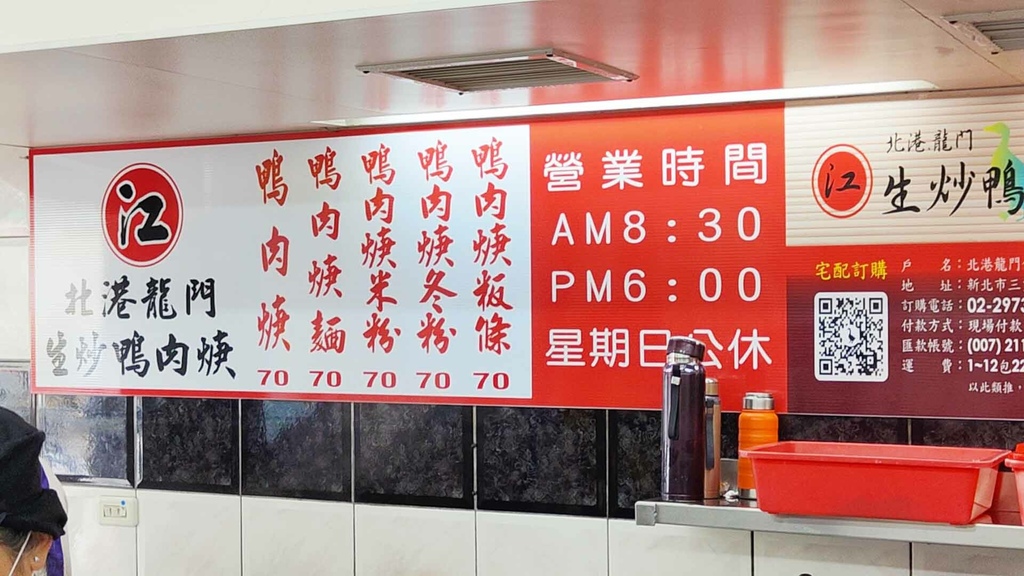 江
北港龍門
生炒鴨肉焿
鴨肉焿
70
鴨肉焿麵
70
鴨肉焿米粉
70
鴨肉焿冬粉
70
鴨肉焿粄條
70
營業時間
AM8:30
PM6:00
星期日公休
江
北港龍門
生炒鴨
宅配訂購
戶 名:北港龍門
地 址:新北市三
訂購電話:02-297
付款方式:現場付款
匯款帳號:(007) 211
運 費:1~12包22
以此類推,